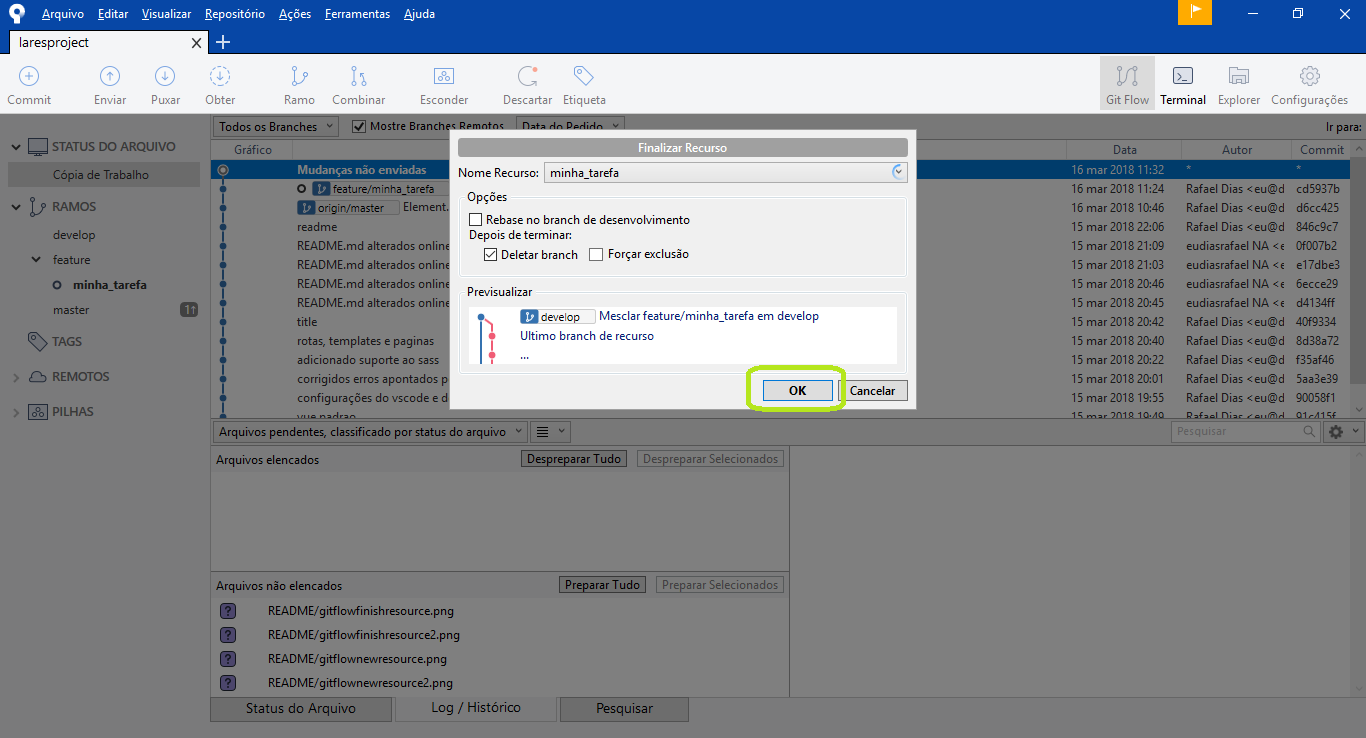 Arquivo Editar Visualizar Repositório Ações Ferramentas Ajuda
laresproject
Commit Enviar Puxar Obter Ramo Combinar Esconder Descartar Etiqueta Git Flow Terminal Explorer Configurações
STATUS DO ARQUIVO
Cópia de Trabalho
RAMOS
develop
feature
minha_tarefa
master 1↑
TAGS
REMOTOS
PILHAS
Todos os Branches Mostre Branches Remotos Data do Pedido Ir para:
Gráfico Data Autor Commit
Mudanças não enviadas 16 mar 2018 11:32 * *
feature/minha_tarefa 16 mar 2018 11:24 Rafael Dias <eu@d cd5937b
origin/master Element. 16 mar 2018 10:46 Rafael Dias <eu@d d6cc425
readme 15 mar 2018 22:06 Rafael Dias <eu@d 846c9c7
README.md alterados online 15 mar 2018 21:09 eudiasrafael NA <e 0f007b2
README.md alterados online 15 mar 2018 21:03 eudiasrafael NA <e e17dbe3
README.md alterados online 15 mar 2018 20:46 eudiasrafael NA <e 6ecce29
README.md alterados online 15 mar 2018 20:45 eudiasrafael NA <e d4134ff
title 15 mar 2018 20:42 Rafael Dias <eu@d 40f9334
rotas, templates e paginas 15 mar 2018 20:40 Rafael Dias <eu@d 8d38a72
adicionado suporte ao sass 15 mar 2018 20:22 Rafael Dias <eu@d f35af46
corrigidos erros apontados p 15 mar 2018 20:01 Rafael Dias <eu@d 5aa3e39
configurações do vscode e d 15 mar 2018 19:55 Rafael Dias <eu@d 90058f1
vue padrao 15 mar 2018 19:49 Rafael Dias <eu@d 91c415f
Finalizar Recurso
Nome Recurso: minha_tarefa
Opções
Rebase no branch de desenvolvimento
Depois de terminar:
Deletar branch Forçar exclusão
Previsualizar
develop Mesclar feature/minha_tarefa em develop
Ultimo branch de recurso
...
OK Cancelar
Arquivos pendentes, classificado por status do arquivo Pesquisar
Arquivos elencados Despreparar Tudo Despreparar Selecionados
Arquivos não elencados Preparar Tudo Preparar Selecionados
? README/gitflowfinishresource.png
? README/gitflowfinishresource2.png
? README/gitflownewresource.png
? README/gitflownewresource2.png
Status do Arquivo Log / Histórico Pesquisar